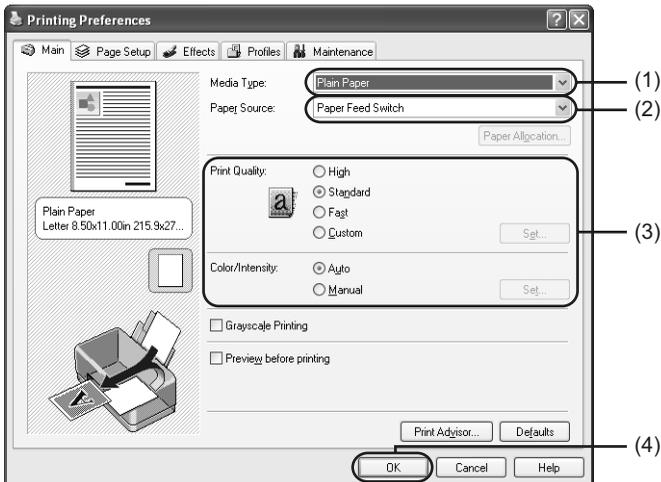 Printing Preferences
Main Page Setup Effects Profiles Maintenance
Media Type: Plain Paper (1)
Paper Source: Paper Feed Switch (2)
Paper Allocation...
Print Quality: High
Standard
Fast
Custom Set... (3)
Plain Paper
Letter 8.50x11.00in 215.9x27...
Color/Intensity: Auto
Manual Set...
Grayscale Printing
Preview before printing
Print Advisor... Defaults
(4)
OK Cancel Help